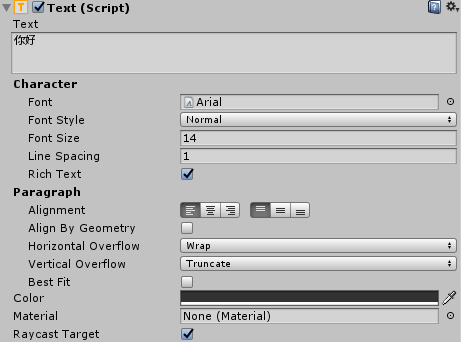 Text (Script)
Text
你好
Character
Font Arial
Font Style Normal
Font Size 14
Line Spacing 1
Rich Text
Paragraph
Alignment
Align By Geometry
Horizontal Overflow Wrap
Vertical Overflow Truncate
Best Fit
Color
Material None (Material)
Raycast Target